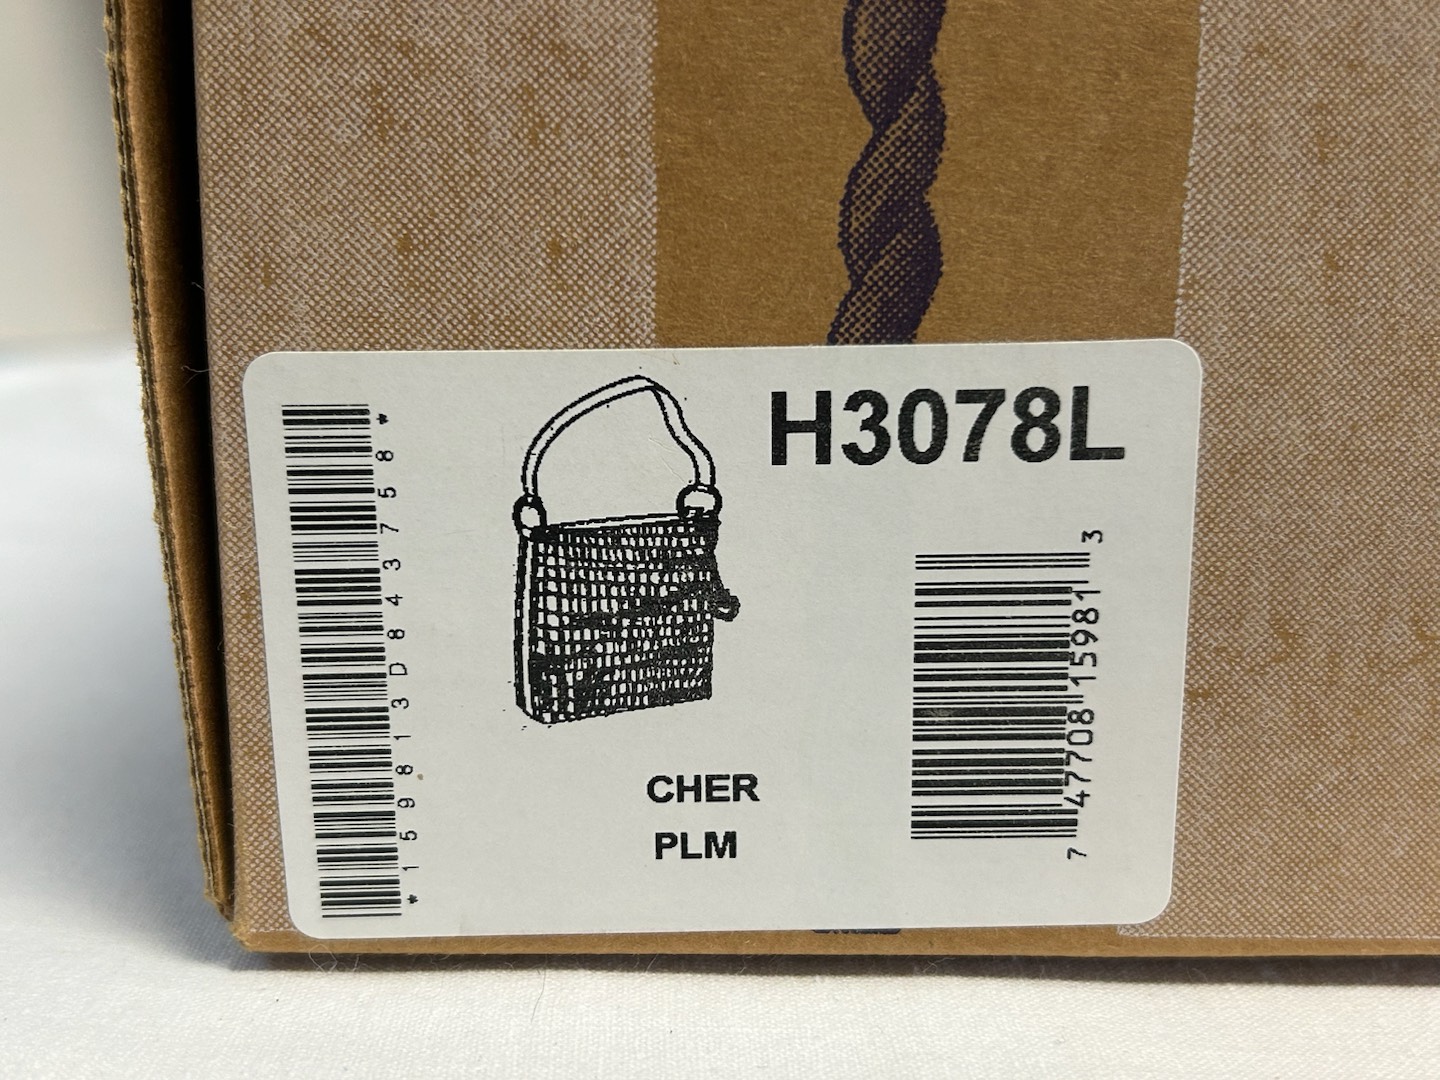 H3078L
*159813D843758*
7 47708 15981 3
CHER
PLM